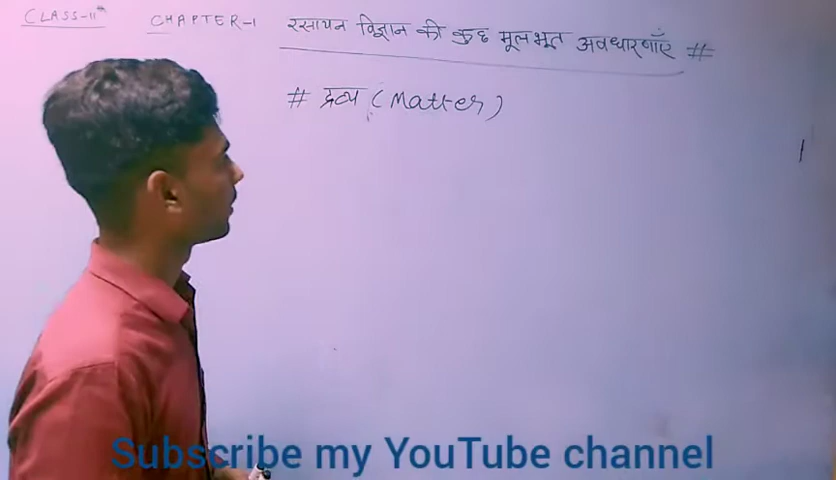 CLASS-11th CHAPTER-1 रसायन विज्ञान की कुछ मूलभूत अवधारणाएँ #
# द्रव्य (Matter)
Subscribe my YouTube channel